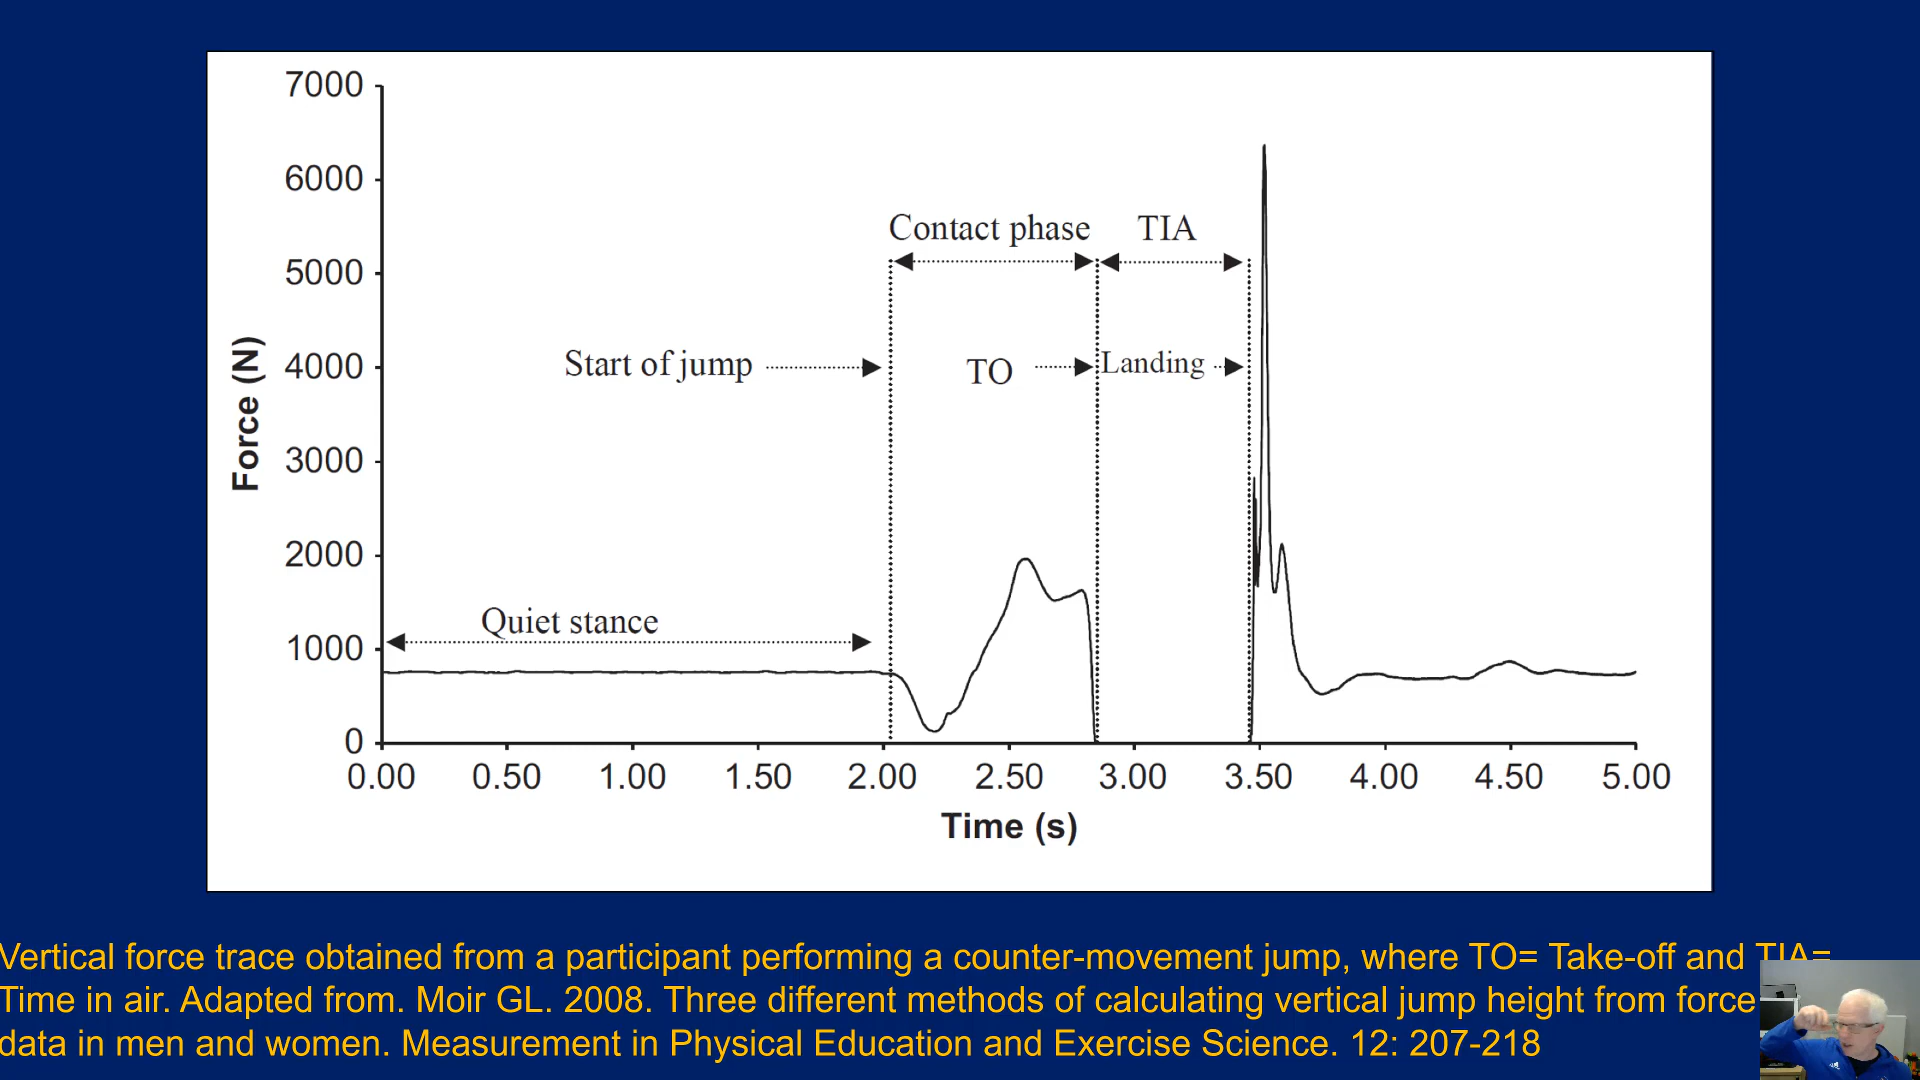 7000
6000
5000
4000
3000
2000
1000
0
Force (N)
Contact phase
TIA
Start of jump
TO
Landing
Quiet stance
0.00 0.50 1.00 1.50 2.00 2.50 3.00 3.50 4.00 4.50 5.00
Time (s)
Vertical force trace obtained from a participant performing a counter-movement jump, where TO= Take-off and TIA=
Time in air. Adapted from. Moir GL. 2008. Three different methods of calculating vertical jump height from force
data in men and women. Measurement in Physical Education and Exercise Science. 12: 207-218